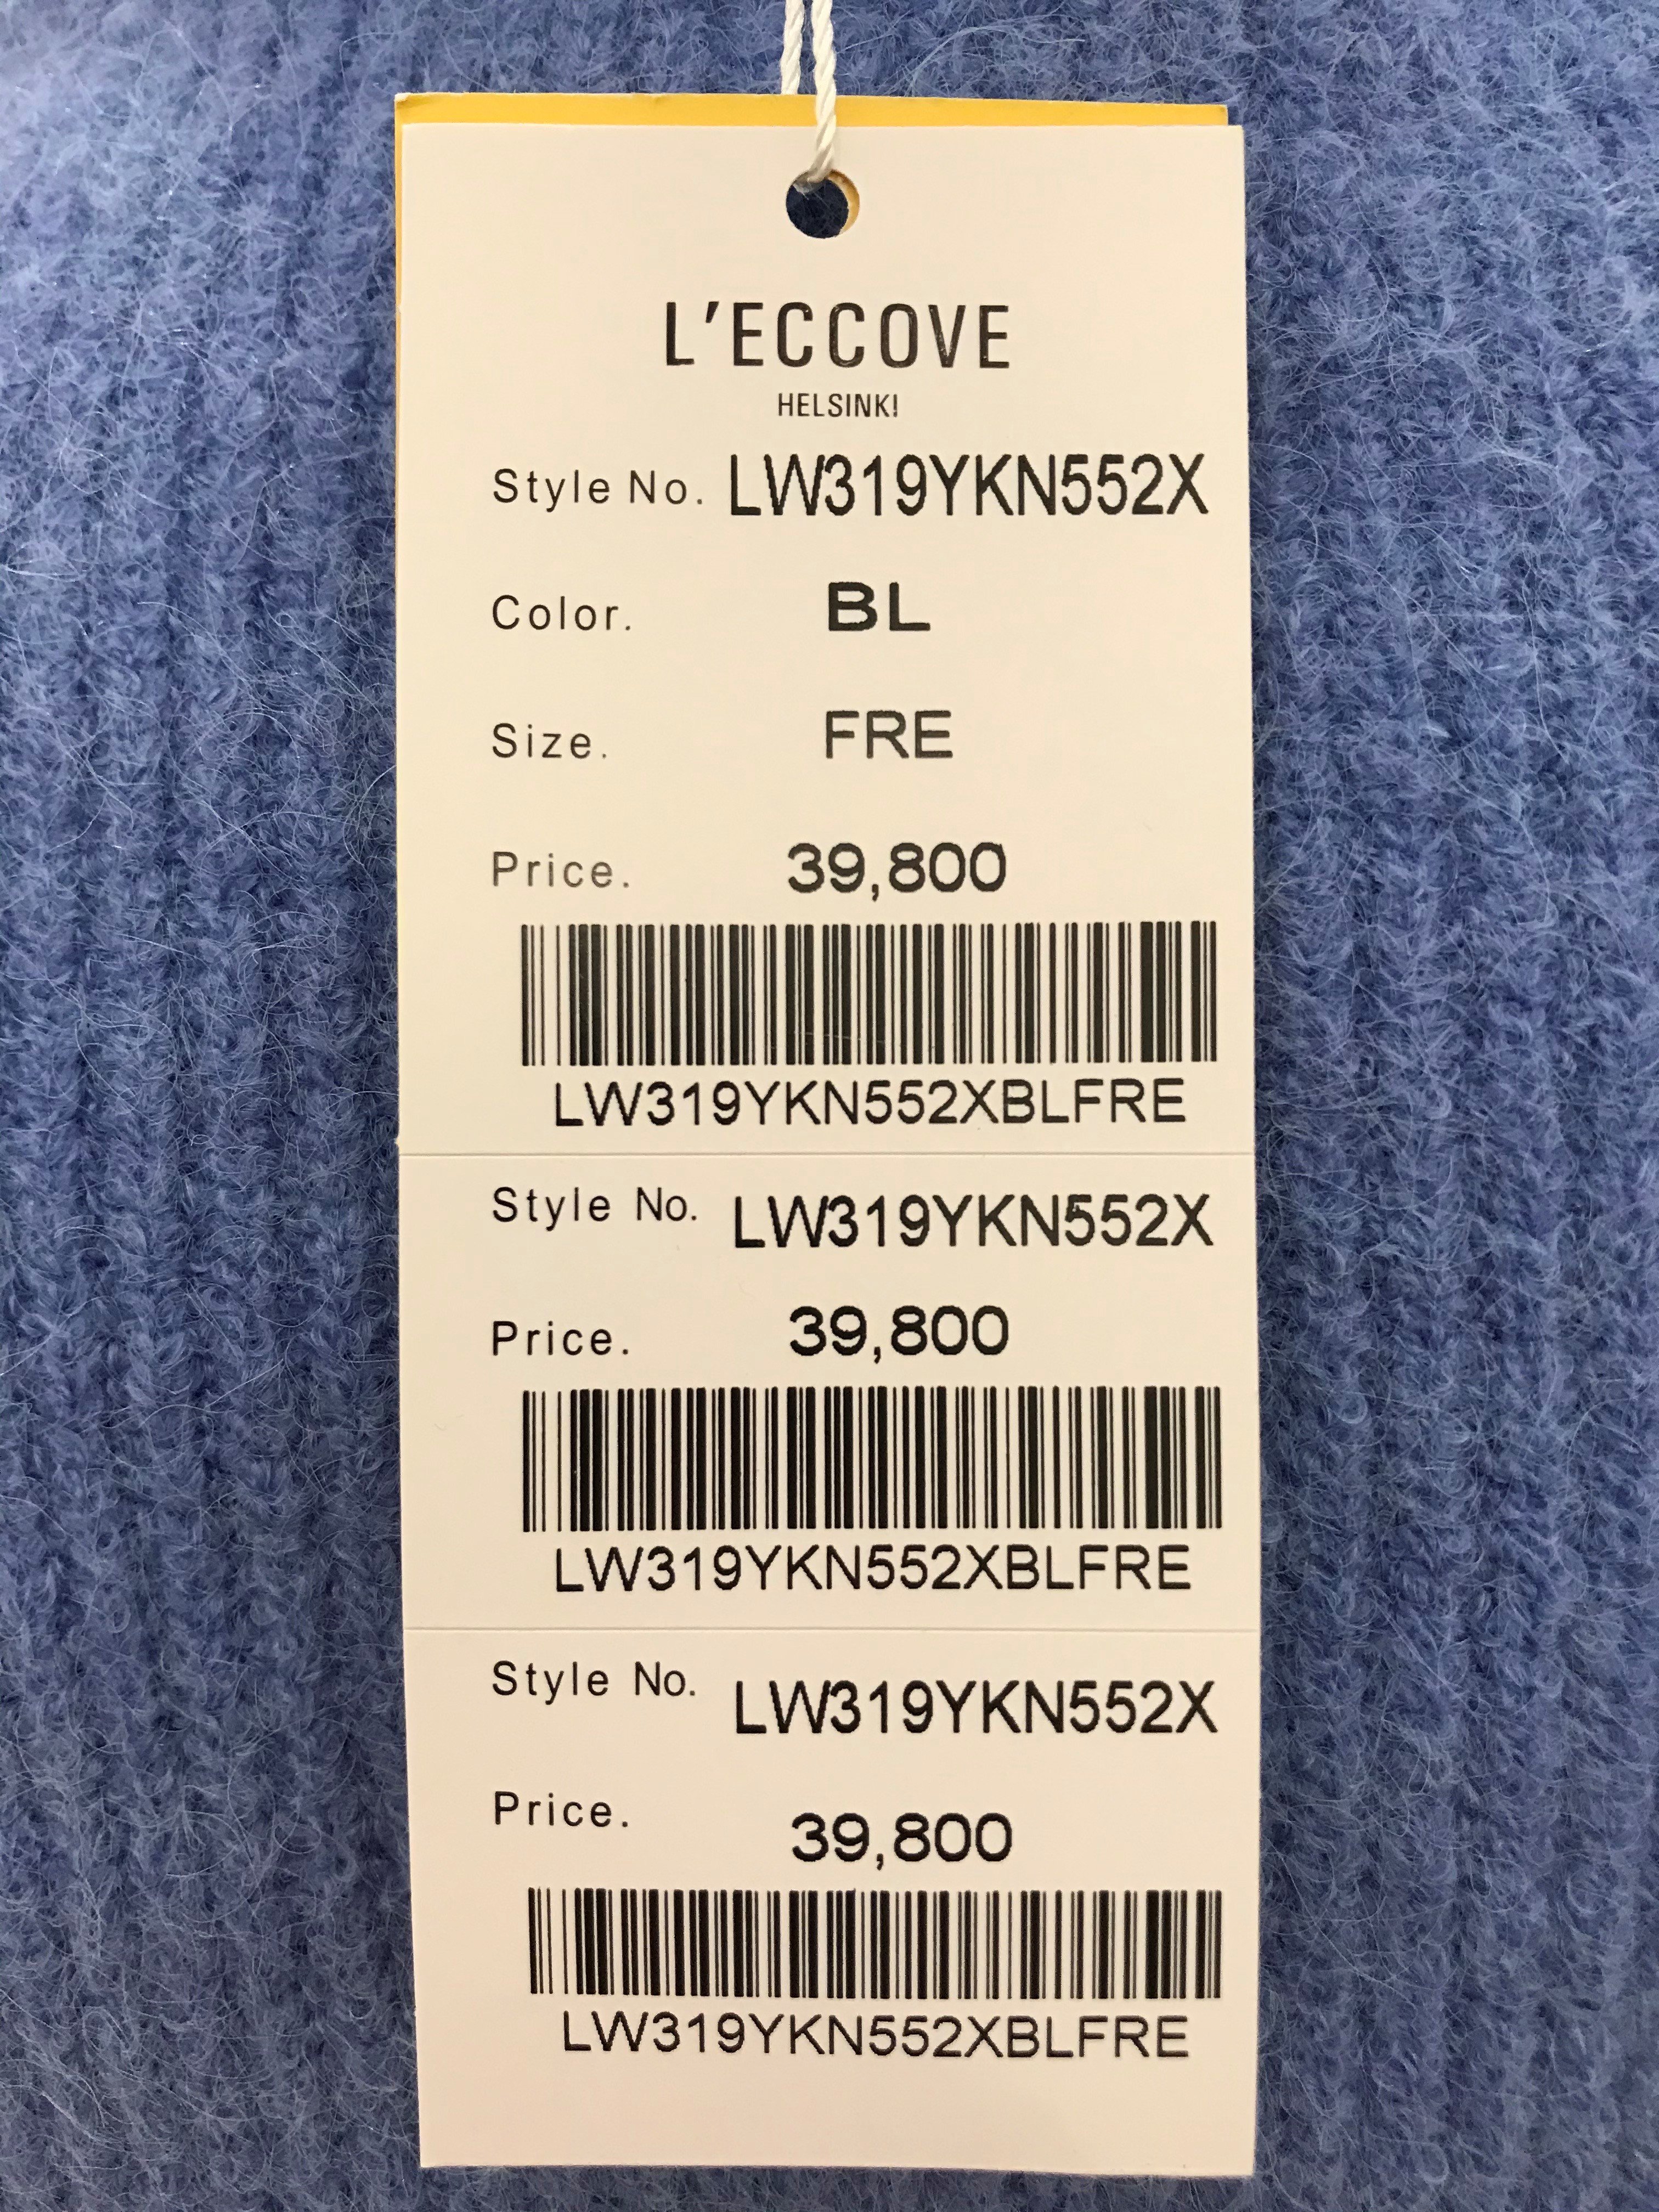 L'ECCOVE
HELSINKI
Style No. LW319YKN552X
Color. BL
Size. FRE
Price. 39,800
LW319YKN552XBLFRE
Style No. LW319YKN552X
Price. 39,800
LW319YKN552XBLFRE
Style No. LW319YKN552X
Price. 39,800
LW319YKN552XBLFRE